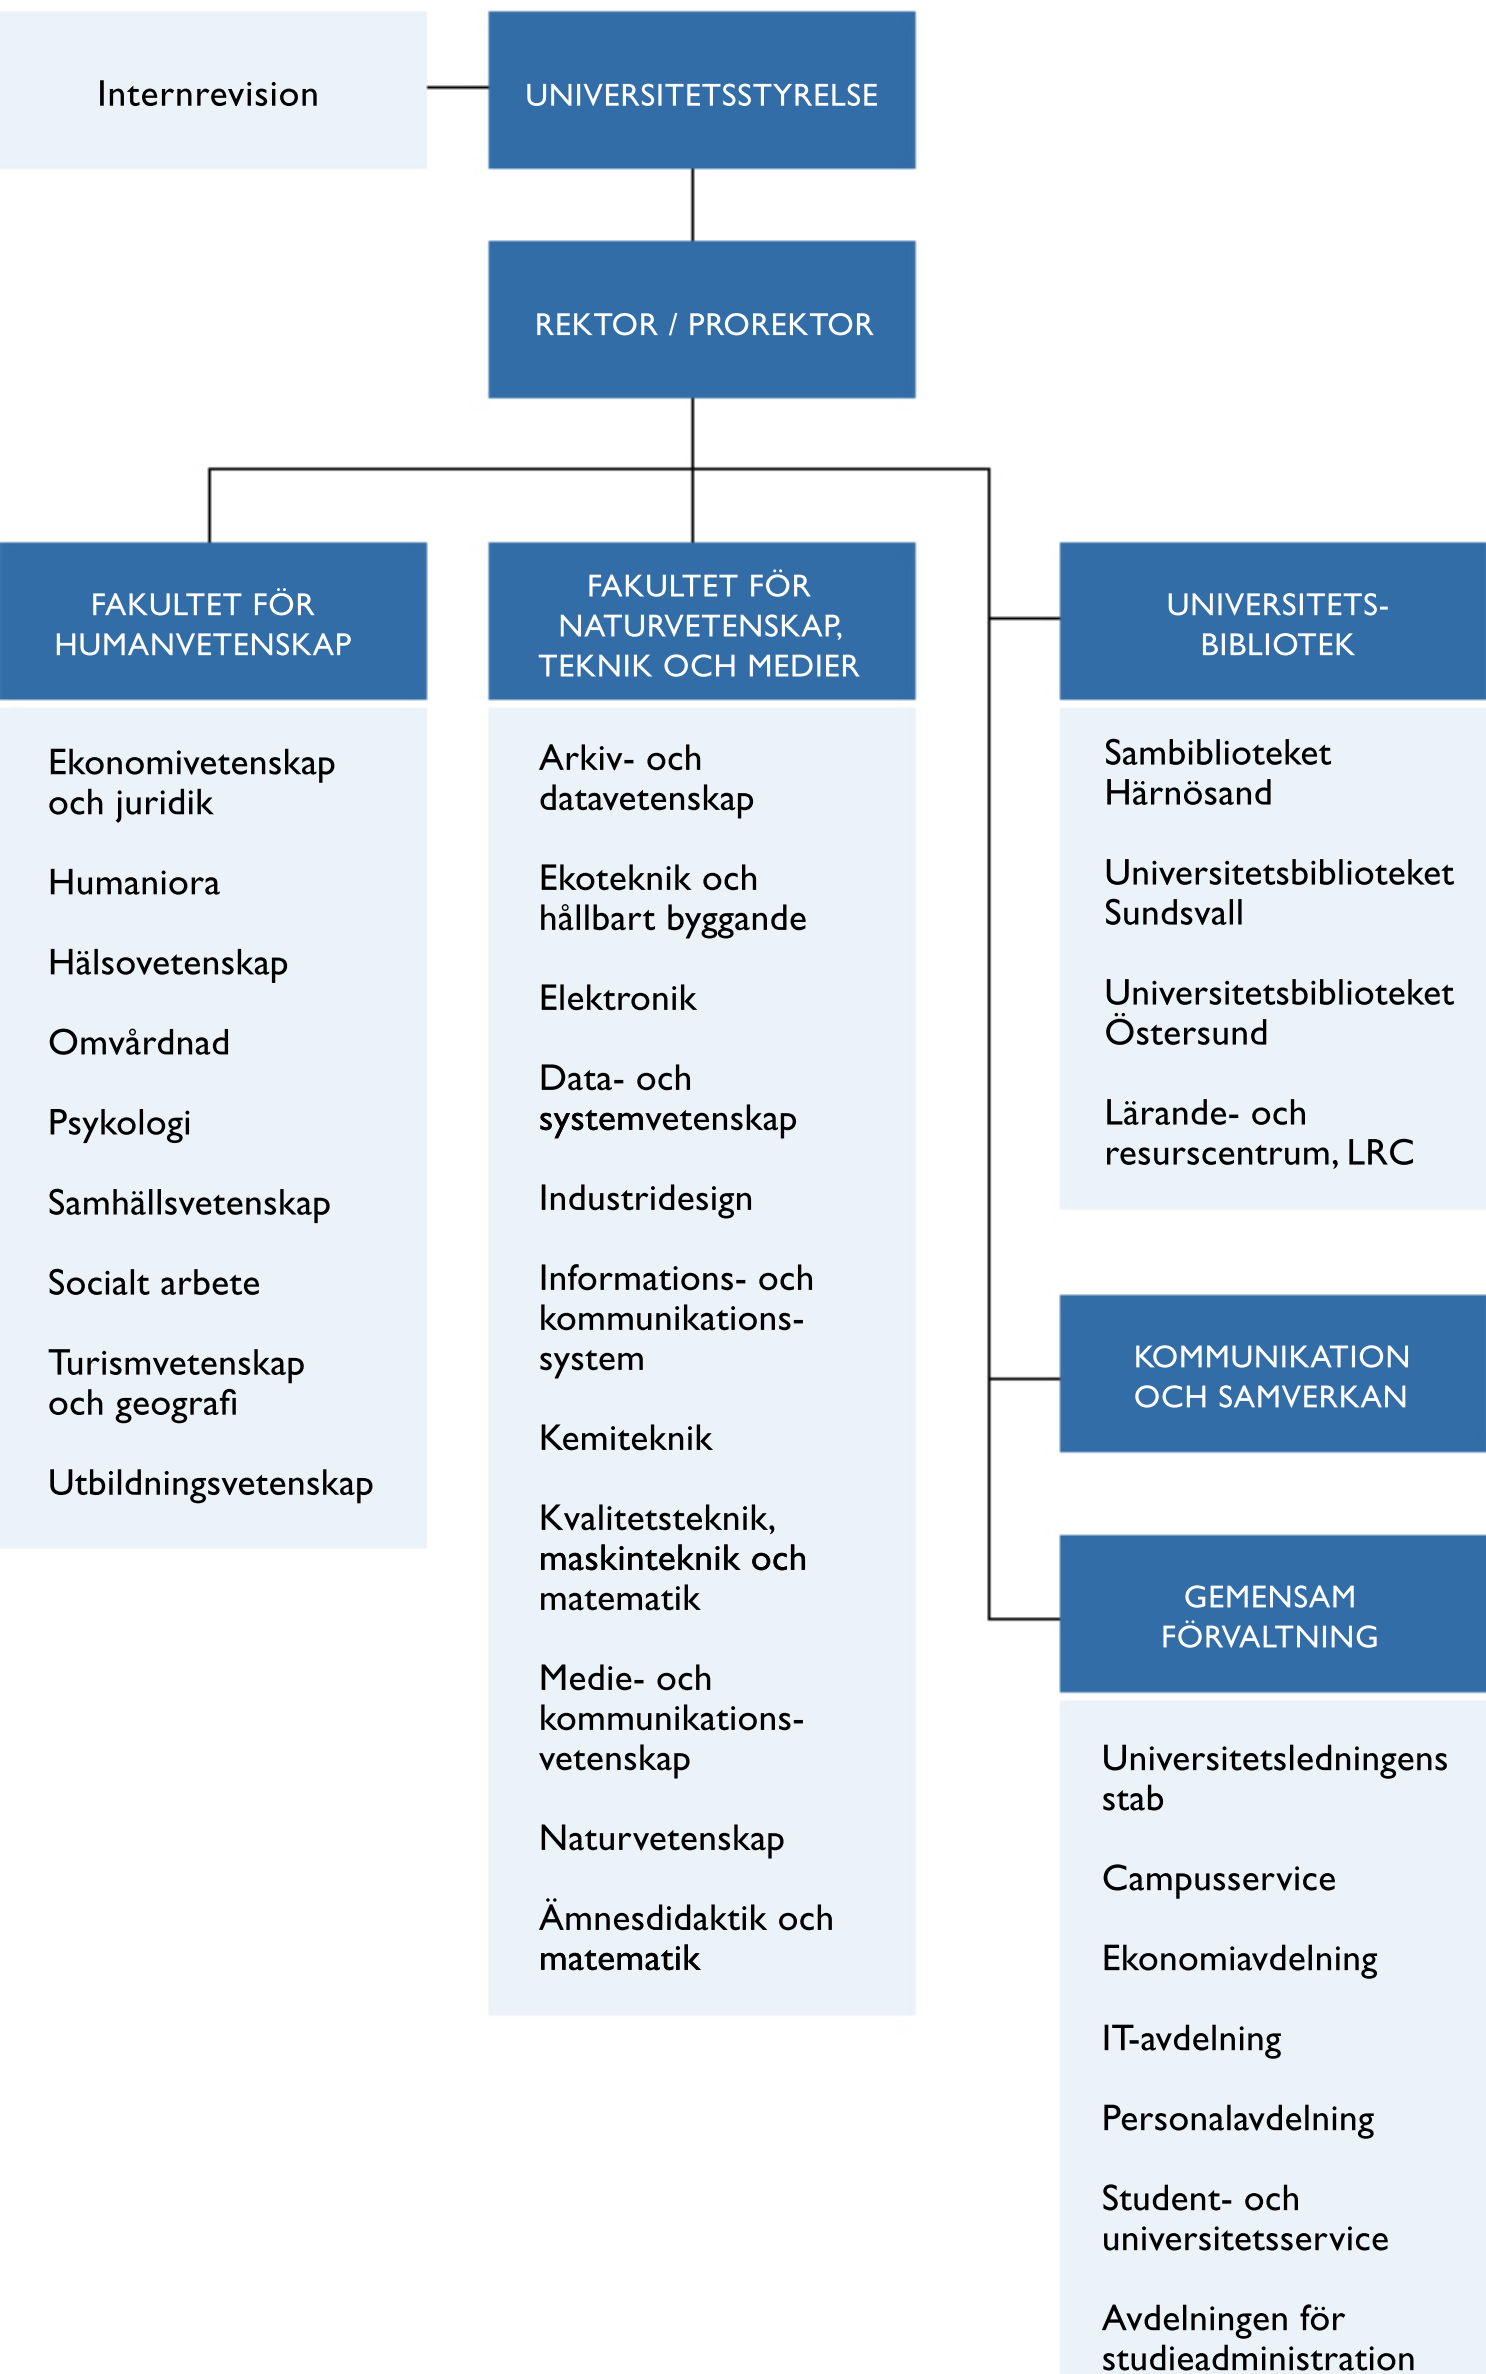 Internrevision
UNIVERSITETSSTYRELSE
REKTOR / PROREKTOR
FAKULTET FÖR
HUMANVETENSKAP
Ekonomivetenskap
och juridik
Humaniora
Hälsovetenskap
Omvårdnad
Psykologi
Samhällsvetenskap
Socialt arbete
Turismvetenskap
och geografi
Utbildningsvetenskap
FAKULTET FÖR
NATURVETENSKAP,
TEKNIK OCH MEDIER
Arkiv- och
datavetenskap
Ekoteknik och
hållbart byggande
Elektronik
Data- och
systemvetenskap
Industridesign
Informations- och
kommunikations-
system
Kemiteknik
Kvalitetsteknik,
maskinteknik och
matematik
Medie- och
kommunikations-
vetenskap
Naturvetenskap
Ämnesdidaktik och
matematik
UNIVERSITETS-
BIBLIOTEK
Sambiblioteket
Härnösand
Universitetsbiblioteket
Sundsvall
Universitetsbiblioteket
Östersund
Lärande- och
resurscentrum, LRC
KOMMUNIKATION
OCH SAMVERKAN
GEMENSAM
FÖRVALTNING
Universitetsledningens
stab
Campusservice
Ekonomiavdelning
IT-avdelning
Personalavdelning
Student- och
universitetsservice
Avdelningen för
studieadministration